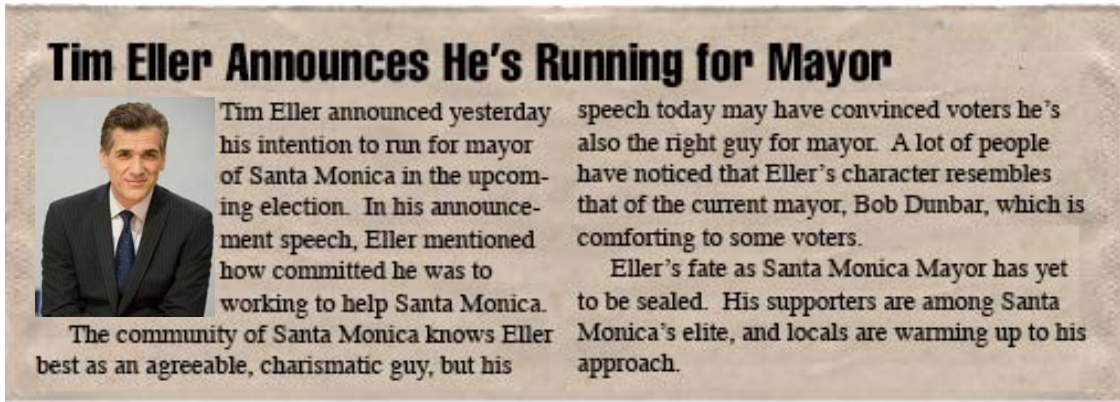 Tim Eller Announces He's Running for Mayor
Tim Eller announced yesterday
his intention to run for mayor
of Santa Monica in the upcom-
ing election.  In his announce-
ment speech, Eller mentioned
how committed he was to
working to help Santa Monica.
The community of Santa Monica knows Eller
best as an agreeable, charismatic guy, but his
speech today may have convinced voters he's
also the right guy for mayor.  A lot of people
have noticed that Eller's character resembles
that of the current mayor, Bob Dunbar, which is
comforting to some voters.
Eller's fate as Santa Monica Mayor has yet
to be sealed.  His supporters are among Santa
Monica's elite, and locals are warming up to his
approach.